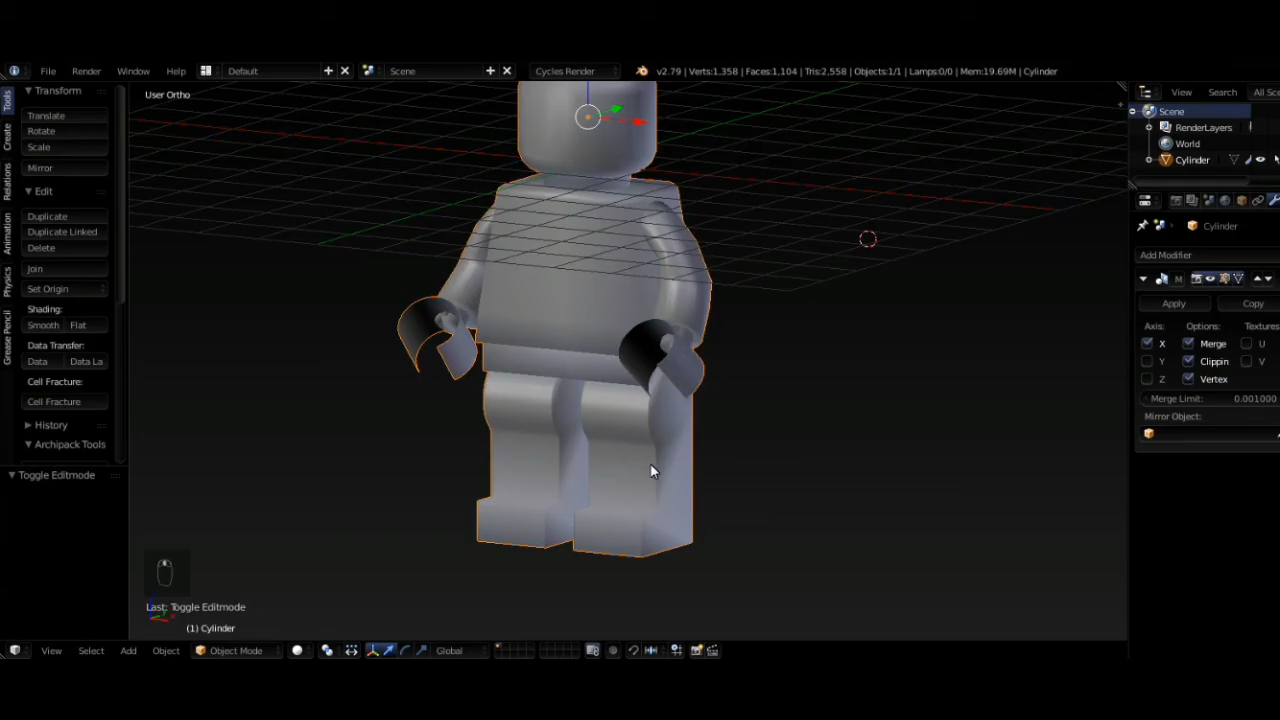 File Render Window Help Default Scene Cycles Render v2.79 | Verts:1,358 | Faces:1,104 | Tris:2,558 | Objects:1/1 | Lamps:0/0 | Mem:19.69M | Cylinder
Tools
Create
Relations
Animation
Physics
Grease Pencil
Transform
Translate
Rotate
Scale
Mirror
Edit
Duplicate
Duplicate Linked
Delete
Join
Set Origin
Shading:
Smooth Flat
Data Transfer:
Data Data La
Cell Fracture:
Cell Fracture
History
Archipack Tools
Toggle Editmode
User Ortho
Last: Toggle Editmode
(1) Cylinder
View Select Add Object Object Mode Global
View Search All Sce
Scene
RenderLayers
World
Cylinder
Cylinder
Add Modifier
M
Apply Copy
Axis: Options: Textures
X Merge U
Y Clippin V
Z Vertex
Merge Limit: 0.001000
Mirror Object: